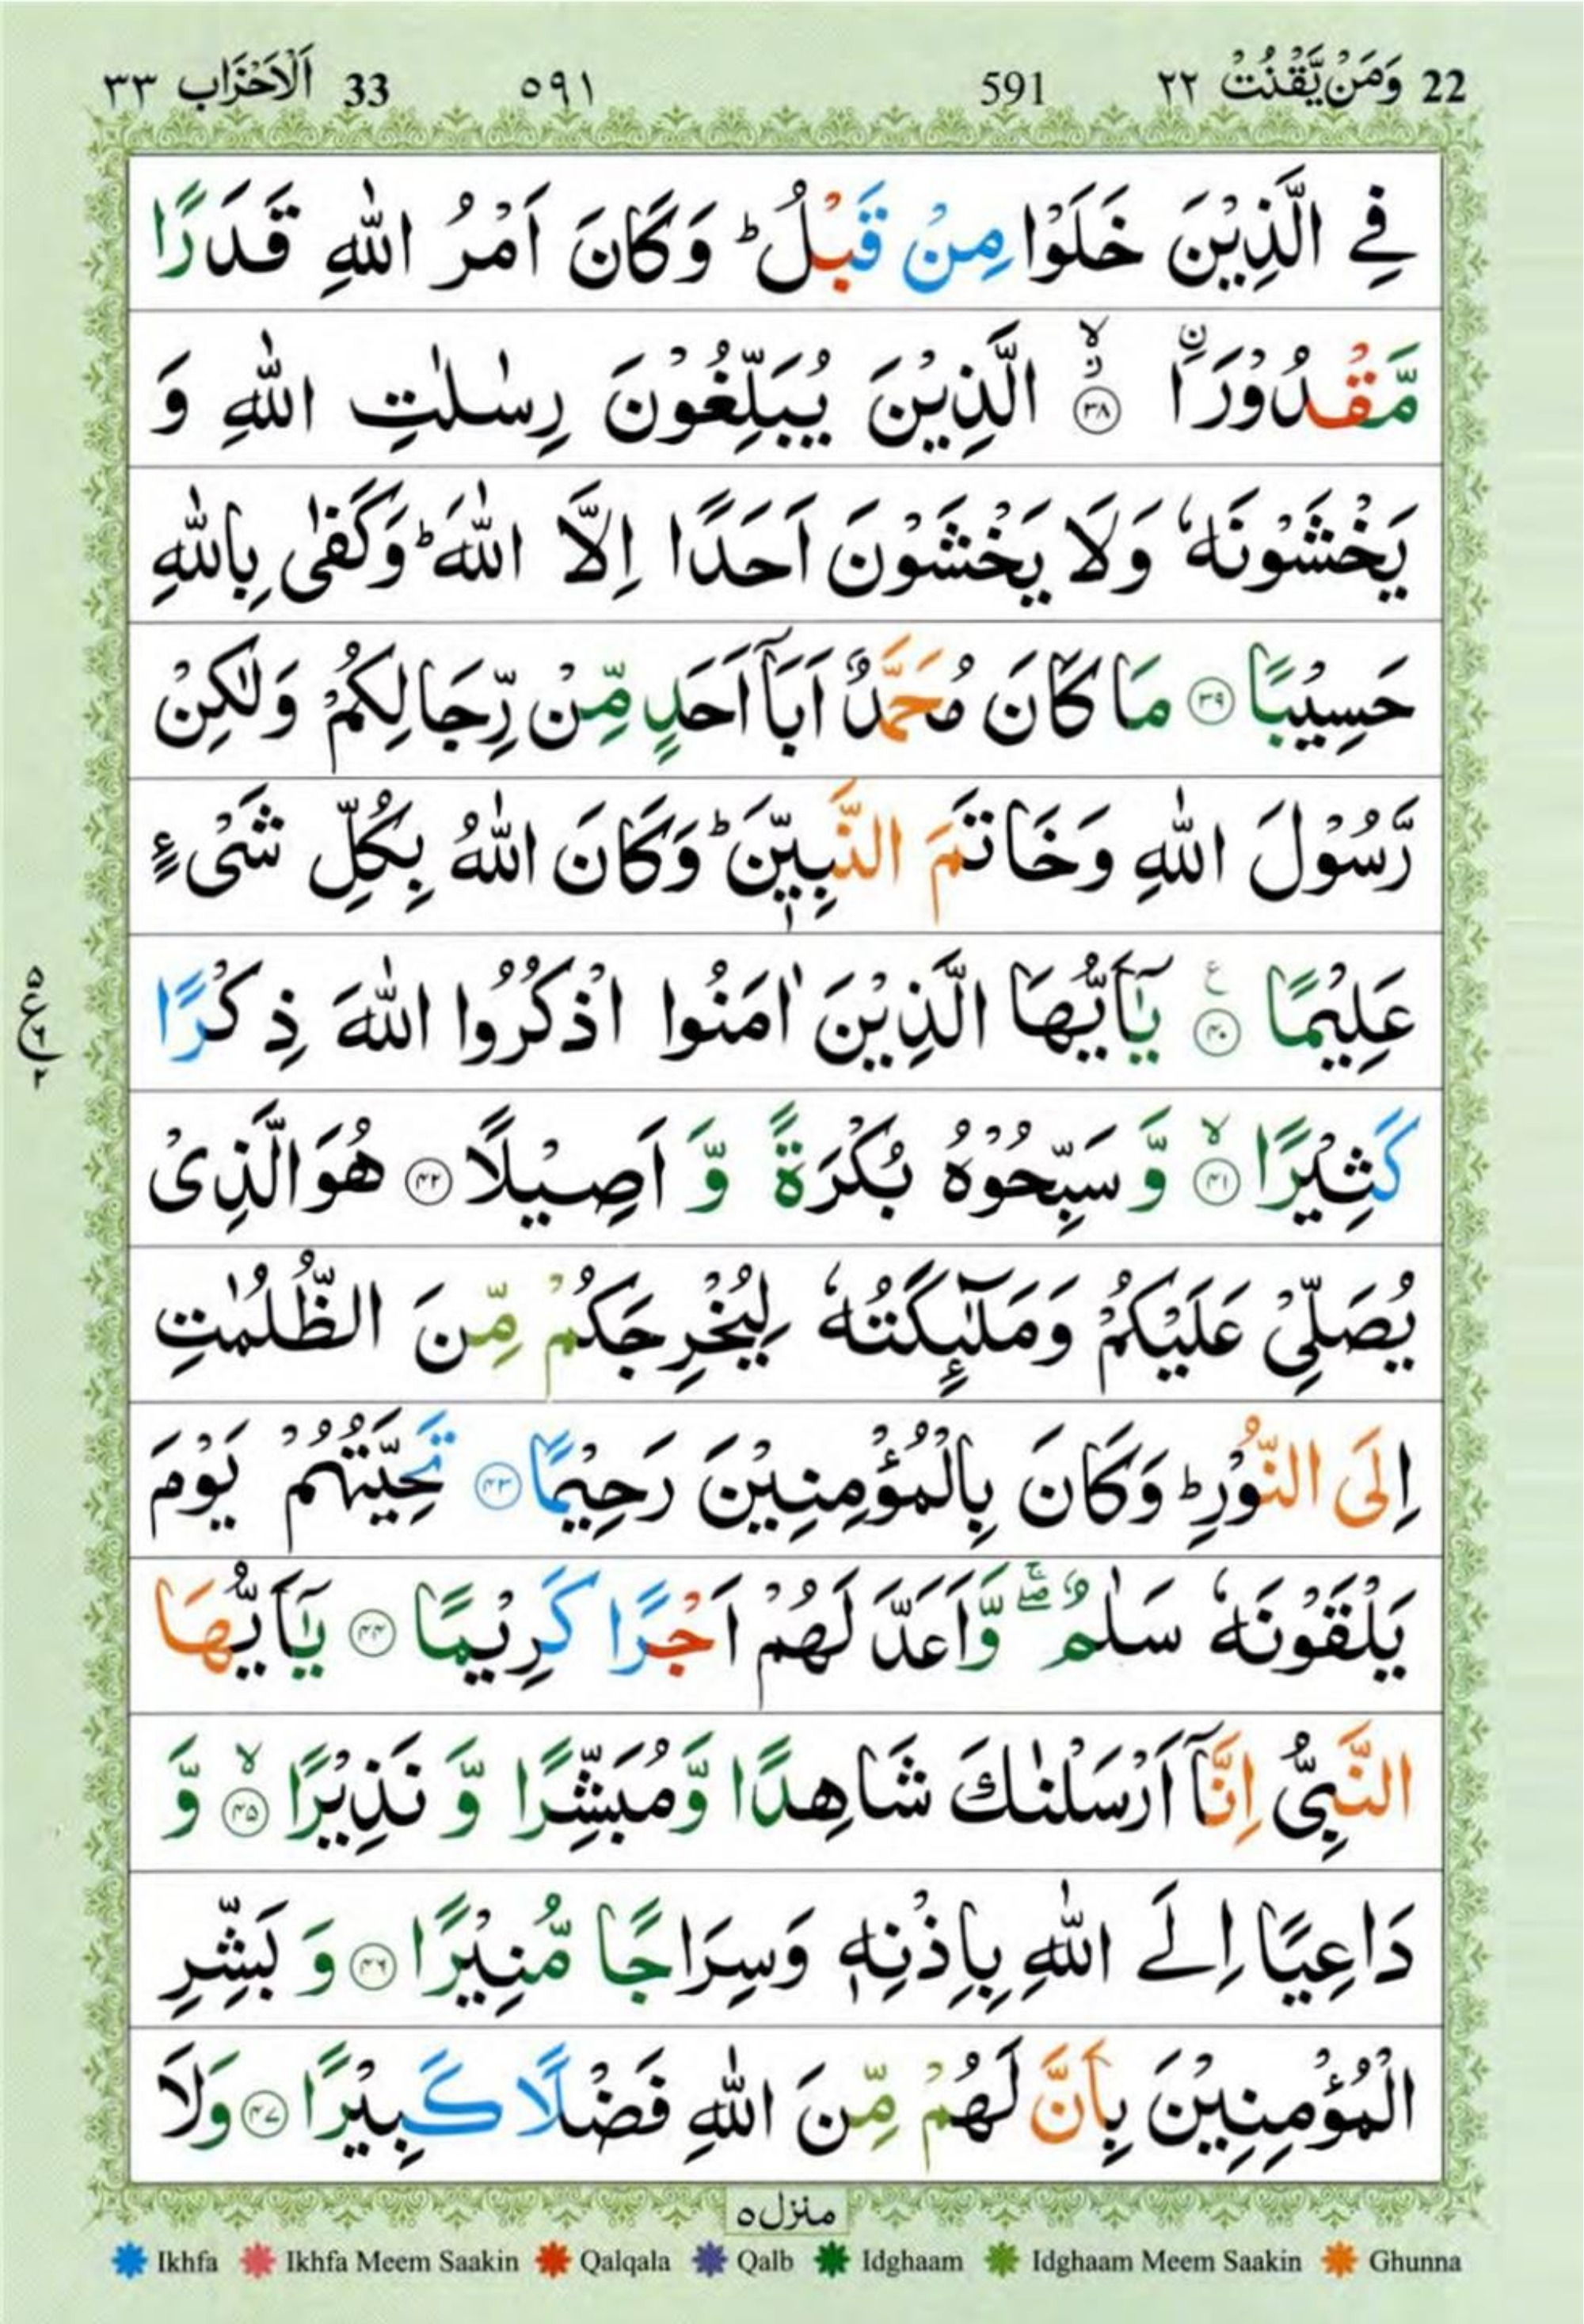 22 وَمَنْ يَّقْنُتْ ٢٢ 591 ٥٩١ 33 اَلْاَحْزَاب ٣٣
فِے الَّذِيْنَ خَلَوْا مِنْ قَبْلُ ؕ وَكَانَ اَمْرُ اللّٰهِ قَدَرًا
مَّقْدُوْرَاۨ ۙ﴿٣٨﴾ الَّذِيْنَ يُبَلِّغُوْنَ رِسٰلٰتِ اللّٰهِ وَ
يَخْشَوْنَهٗ وَلَا يَخْشَوْنَ اَحَدًا اِلَّا اللّٰهَ ؕ وَكَفٰى بِاللّٰهِ
حَسِيْبًا ﴿٣٩﴾ مَا كَانَ مُحَمَّدٌ اَبَآ اَحَدٍ مِّنْ رِّجَالِكُمْ وَلٰكِنْ
رَّسُوْلَ اللّٰهِ وَخَاتَمَ النَّبِيّٖنَ ؕ وَكَانَ اللّٰهُ بِكُلِّ شَىْءٍ
عَلِيْمًا ﴿٤٠﴾ ع يٰٓاَيُّهَا الَّذِيْنَ اٰمَنُوا اذْكُرُوا اللّٰهَ ذِكْرًا
كَثِيْرًا ۙ﴿٤١﴾ وَّ سَبِّحُوْهُ بُكْرَةً وَّ اَصِيْلًا ﴿٤٢﴾ هُوَ الَّذِىْ
يُصَلِّىْ عَلَيْكُمْ وَمَلٰٓئِكَتُهٗ لِيُخْرِجَكُمْ مِّنَ الظُّلُمٰتِ
اِلَى النُّوْرِ ؕ وَكَانَ بِالْمُؤْمِنِيْنَ رَحِيْمًا ﴿٤٣﴾ تَحِيَّتُهُمْ يَوْمَ
يَلْقَوْنَهٗ سَلٰمٌ ۖۚ وَّاَعَدَّ لَهُمْ اَجْرًا كَرِيْمًا ﴿٤٤﴾ يٰٓاَيُّهَا
النَّبِىُّ اِنَّآ اَرْسَلْنٰكَ شَاهِدًا وَّمُبَشِّرًا وَّ نَذِيْرًا ۙ﴿٤٥﴾ وَّ
دَاعِيًا اِلَے اللّٰهِ بِاِذْنِهٖ وَسِرَاجًا مُّنِيْرًا ﴿٤٦﴾ وَ بَشِّرِ
الْمُؤْمِنِيْنَ بِاَنَّ لَهُمْ مِّنَ اللّٰهِ فَضْلًا كَبِيْرًا ﴿٤٧﴾ وَلَا
٥ ع ٦ ٢
منزل ٥
Ikhfa Ikhfa Meem Saakin Qalqala Qalb Idghaam Idghaam Meem Saakin Ghunna